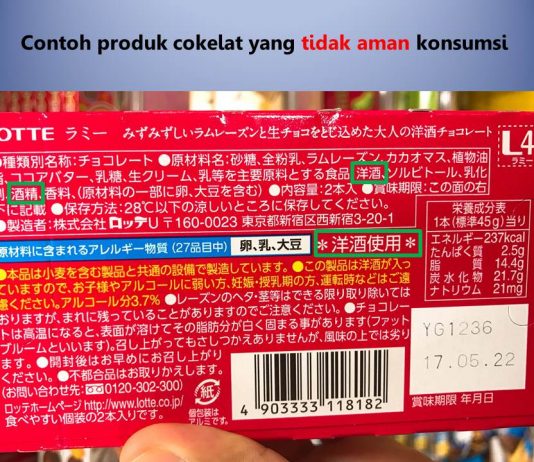 Contoh produk cokelat yang tidak aman konsumsi
LOTTE ラミー みずみずしいラムレーズンと生チョコをとじ込めた大人の洋酒チョコレート
L4
ラミー
●種類別名称:チョコレート ●原材料名:砂糖、全粉乳、ラムレーズン、カカオマス、植物油
脂、ココアバター、乳糖、生クリーム、乳等を主要原料とする食品、洋酒、ソルビトール、乳化
剤、酒精、香料、(原材料の一部に卵、大豆を含む) ●内容量:2本入 ●賞味期限:この面の右
下に記載 ●保存方法:28℃以下の涼しいところに保存してください。
●製造者:株式会社ロッテU 〒160-0023 東京都新宿区西新宿3-20-1
原材料に含まれるアレルギー物質 (27品目中) 卵、乳、大豆 *洋酒使用*
栄養成分表
1本(標準45g)当り
エネルギー 237kcal
たんぱく質 2.5g
脂質 14.4g
炭水化物 21.7g
ナトリウム 21mg
●本品は小麦を含む製品と共通の設備で製造しています。 ●この製品は洋酒が入っ
ていますので、お子様やアルコールに弱い方、妊娠・授乳期の方、運転時などはご遠
慮ください。アルコール分3.7% ●レーズンのヘタ・茎等はできる限り取り除いては
おりますが、まれに残っていることがありますのでご注意ください。 ●チョコレー
トは高温になると、表面が溶けてその脂肪分が白く固まる事があります(ファット
ブルームといいます)。召し上がってもさしつかえありませんが、風味の上では劣り
ます。 ●開封後はお早めにお召し上がり
ください。 ●不都合品はお取りかえします。
(お問い合わせ先: 0120-302-300)
ロッテホームページ http://www.lotte.co.jp/
食べやすい個装の2本入りです。
紙
個包装は
アルミです。
4 903333 118182
YG1236
17.05.22
賞味期限 年月日